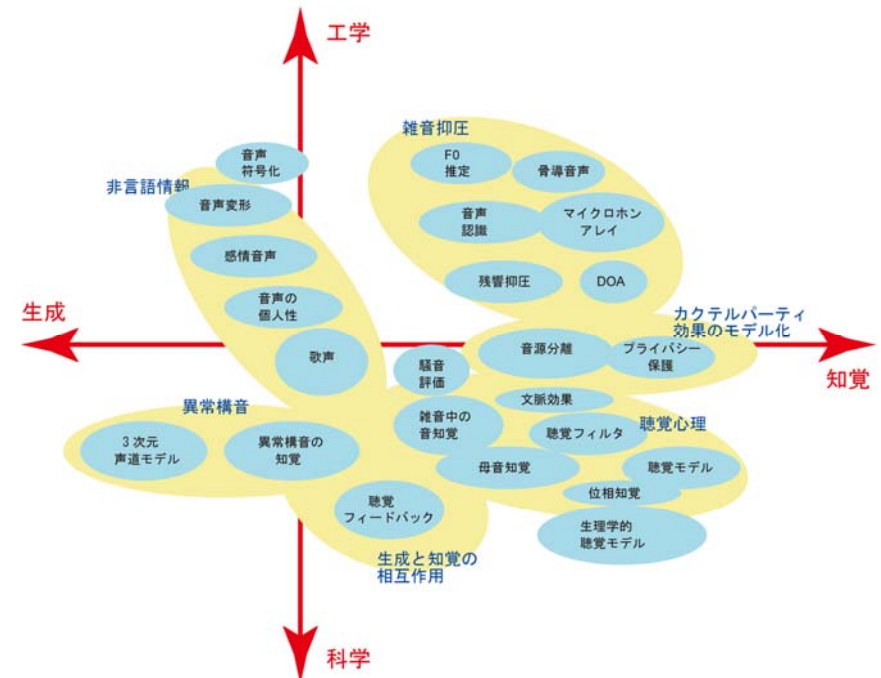 工学
雑音抑圧
音声
符号化
F0
推定
骨導音声
非言語情報
音声変形
音声
認識
マイクロホン
アレイ
感情音声
残響抑圧
DOA
音声の
個人性
生成
カクテルパーティ
効果のモデル化
歌声
騒音
評価
音源分離
プライバシー
保護
知覚
文脈効果
異常構音
雑音中の
音知覚
聴覚フィルタ
聴覚心理
3次元
声道モデル
異常構音の
知覚
母音知覚
聴覚モデル
位相知覚
聴覚
フィードバック
生理学的
聴覚モデル
生成と知覚の
相互作用
科学